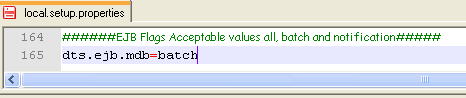 local.setup.properties
164 ######EJB Flags Acceptable values all, batch and notification#####
165 dts.ejb.mdb=batch